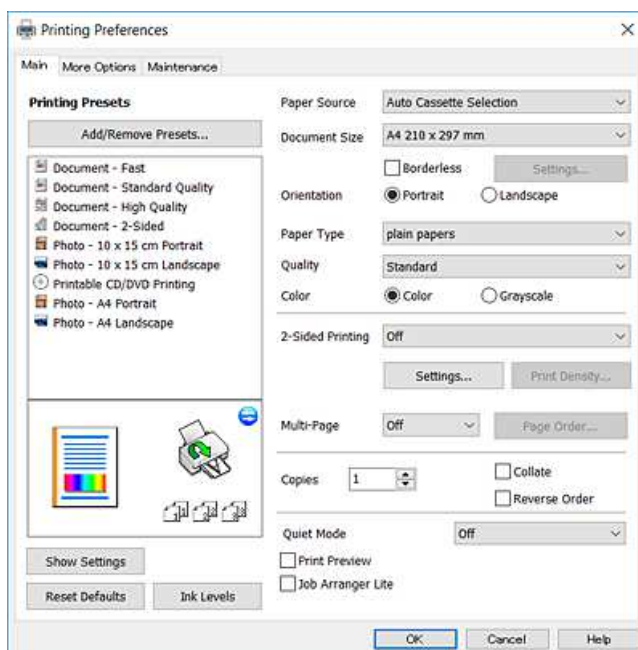 Printing Preferences
Main More Options Maintenance
Printing Presets
Add/Remove Presets...
Document - Fast
Document - Standard Quality
Document - High Quality
Document - 2-Sided
Photo - 10 x 15 cm Portrait
Photo - 10 x 15 cm Landscape
Printable CD/DVD Printing
Photo - A4 Portrait
Photo - A4 Landscape
Show Settings
Reset Defaults Ink Levels
Paper Source Auto Cassette Selection
Document Size A4 210 x 297 mm
Borderless Settings...
Orientation Portrait Landscape
Paper Type plain papers
Quality Standard
Color Color Grayscale
2-Sided Printing Off
Settings... Print Density...
Multi-Page Off Page Order...
Copies 1 Collate
Reverse Order
Quiet Mode Off
Print Preview
Job Arranger Lite
OK Cancel Help